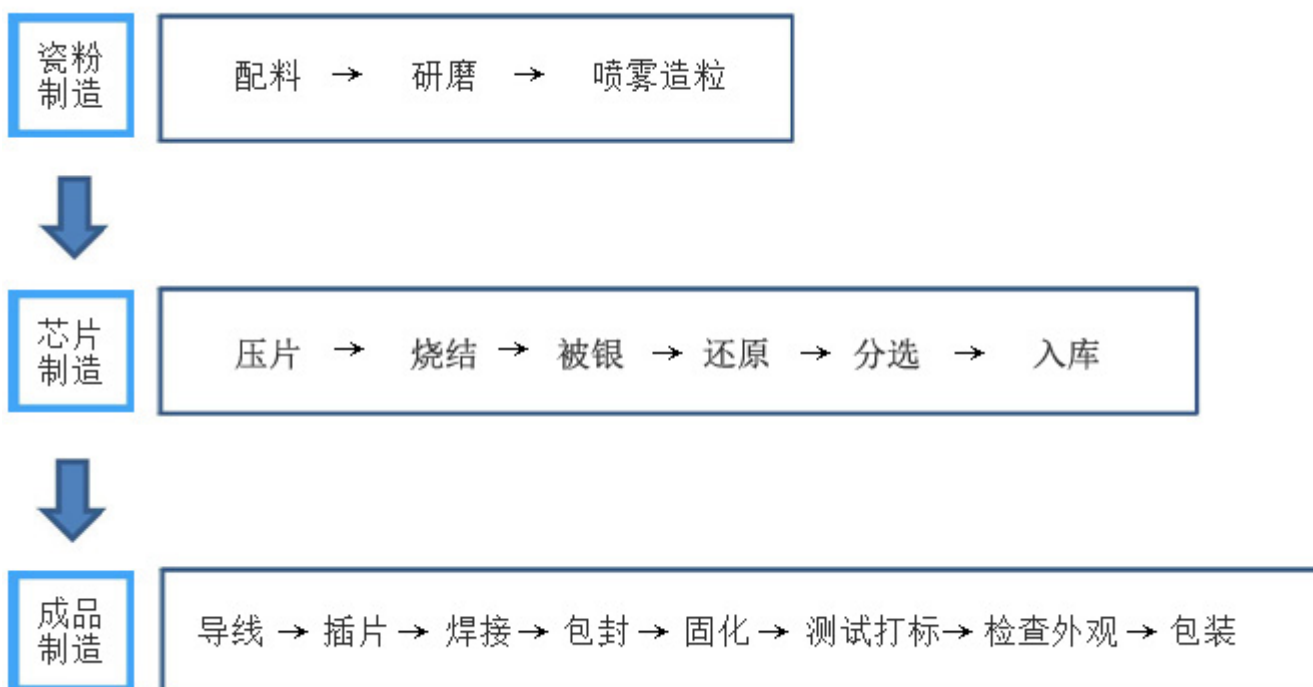 瓷粉
制造
配料 → 研磨 → 喷雾造粒
芯片
制造
压片 → 烧结 → 被银 → 还原 → 分选 → 入库
成品
制造
导线 → 插片 → 焊接 → 包封 → 固化 → 测试打标 → 检查外观 → 包装